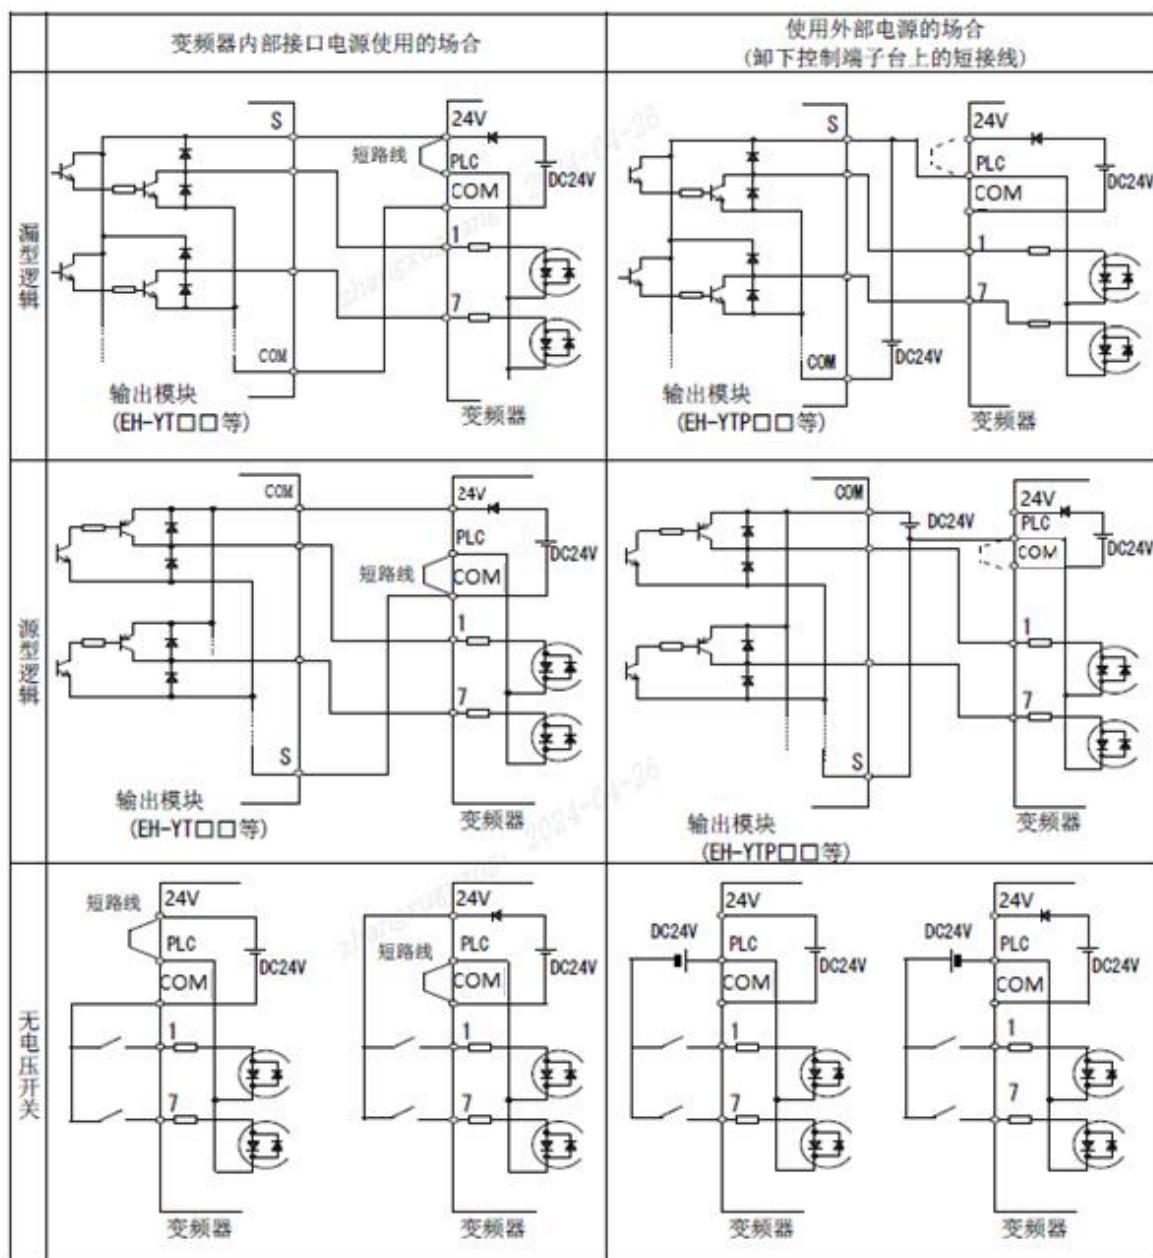 变频器内部接口电源使用的场合
使用外部电源的场合
(卸下控制端子台上的短接线)
漏型逻辑
S
24V
短路线
PLC
DC24V
COM
1
7
COM
输出模块
(EH-YT□□等)
变频器
S
24V
PLC
DC24V
COM
1
7
DC24V
COM
输出模块
(EH-YTP□□等)
变频器
源型逻辑
COM
24V
PLC
DC24V
短路线
COM
1
7
S
输出模块
(EH-YT□□等)
变频器
COM
DC24V
24V
PLC
COM
DC24V
1
7
S
输出模块
(EH-YTP□□等)
变频器
无电压开关
短路线
24V
PLC
DC24V
COM
1
7
变频器
24V
短路线
PLC
DC24V
COM
1
7
变频器
24V
DC24V
PLC
DC24V
COM
1
7
变频器
24V
DC24V
PLC
DC24V
COM
1
7
变频器
2024-04-26
2024-04-26